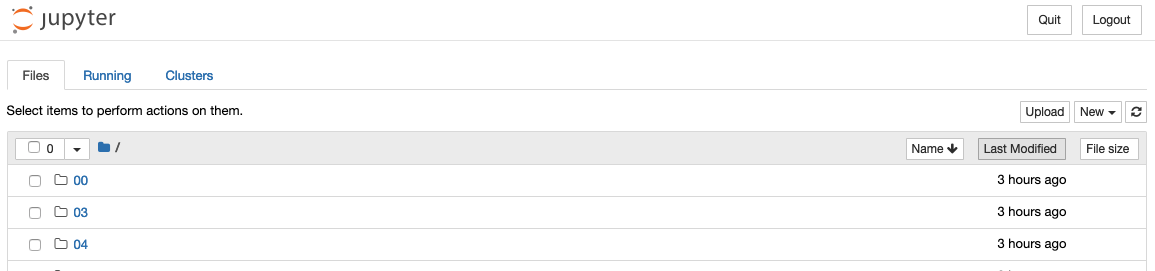 jupyter
Quit Logout
Files Running Clusters
Select items to perform actions on them.
Upload New
0 / Name Last Modified File size
00 3 hours ago
03 3 hours ago
04 3 hours ago